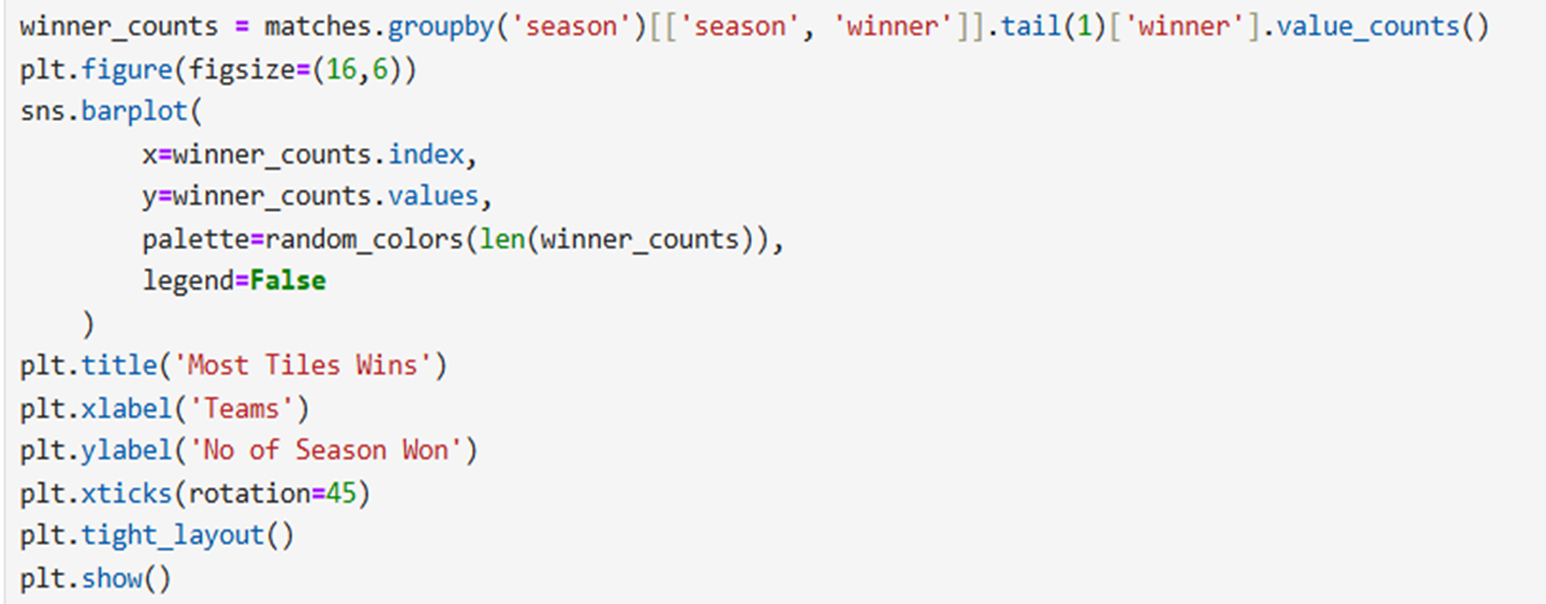 winner_counts = matches.groupby('season')[['season', 'winner']].tail(1)['winner'].value_counts()
plt.figure(figsize=(16,6))
sns.barplot(
        x=winner_counts.index,
        y=winner_counts.values,
        palette=random_colors(len(winner_counts)),
        legend=False
    )
plt.title('Most Tiles Wins')
plt.xlabel('Teams')
plt.ylabel('No of Season Won')
plt.xticks(rotation=45)
plt.tight_layout()
plt.show()